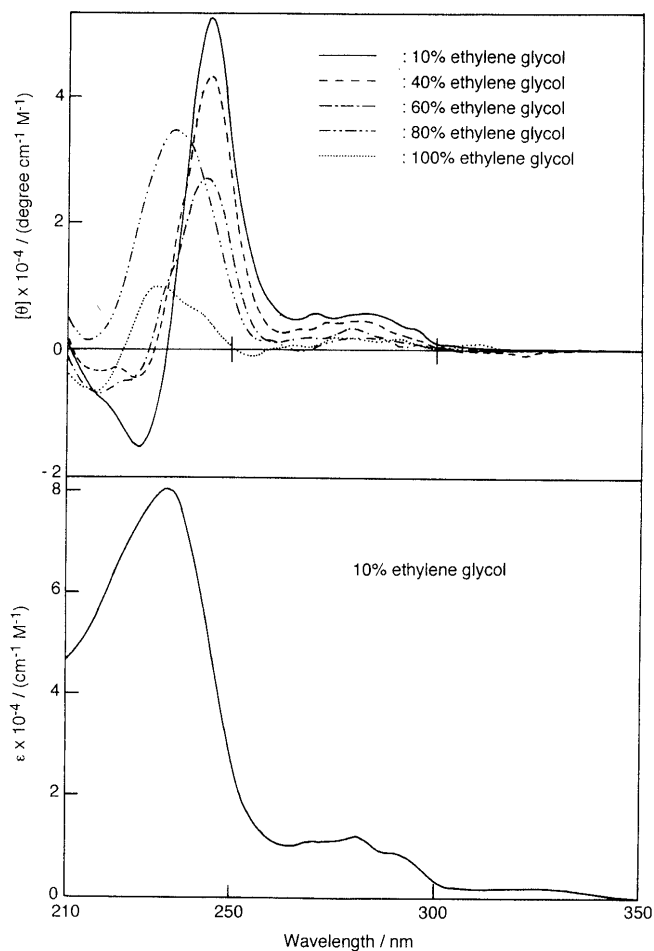 4
2
0
- 2
[θ] x 10-4 / (degree cm-1 M-1)
: 10% ethylene glycol
: 40% ethylene glycol
: 60% ethylene glycol
: 80% ethylene glycol
: 100% ethylene glycol
8
6
4
2
0
ε x 10-4 / (cm-1 M-1)
10% ethylene glycol
210
250
300
350
Wavelength / nm